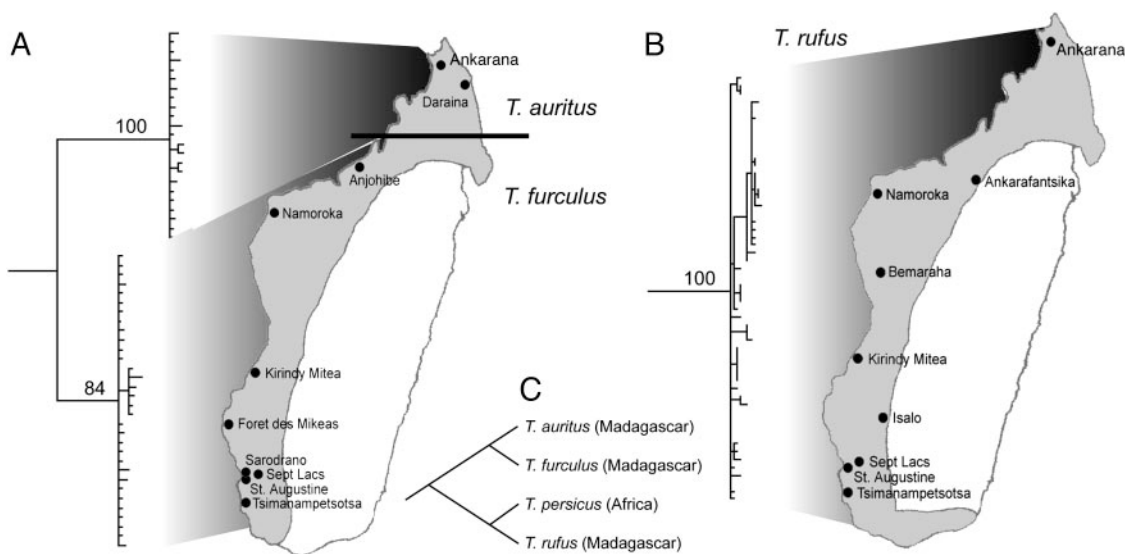 A
100
84
Ankarana
Daraina
T. auritus
Anjohibe
T. furculus
Namoroka
Kirindy Mitea
Foret des Mikeas
Sarodrano
Sept Lacs
St. Augustine
Tsimanampetsotsa
C
T. auritus (Madagascar)
T. furculus (Madagascar)
T. persicus (Africa)
T. rufus (Madagascar)
B
T. rufus
100
Ankarana
Ankarafantsika
Namoroka
Bemaraha
Kirindy Mitea
Isalo
Sept Lacs
St. Augustine
Tsimanampetsotsa